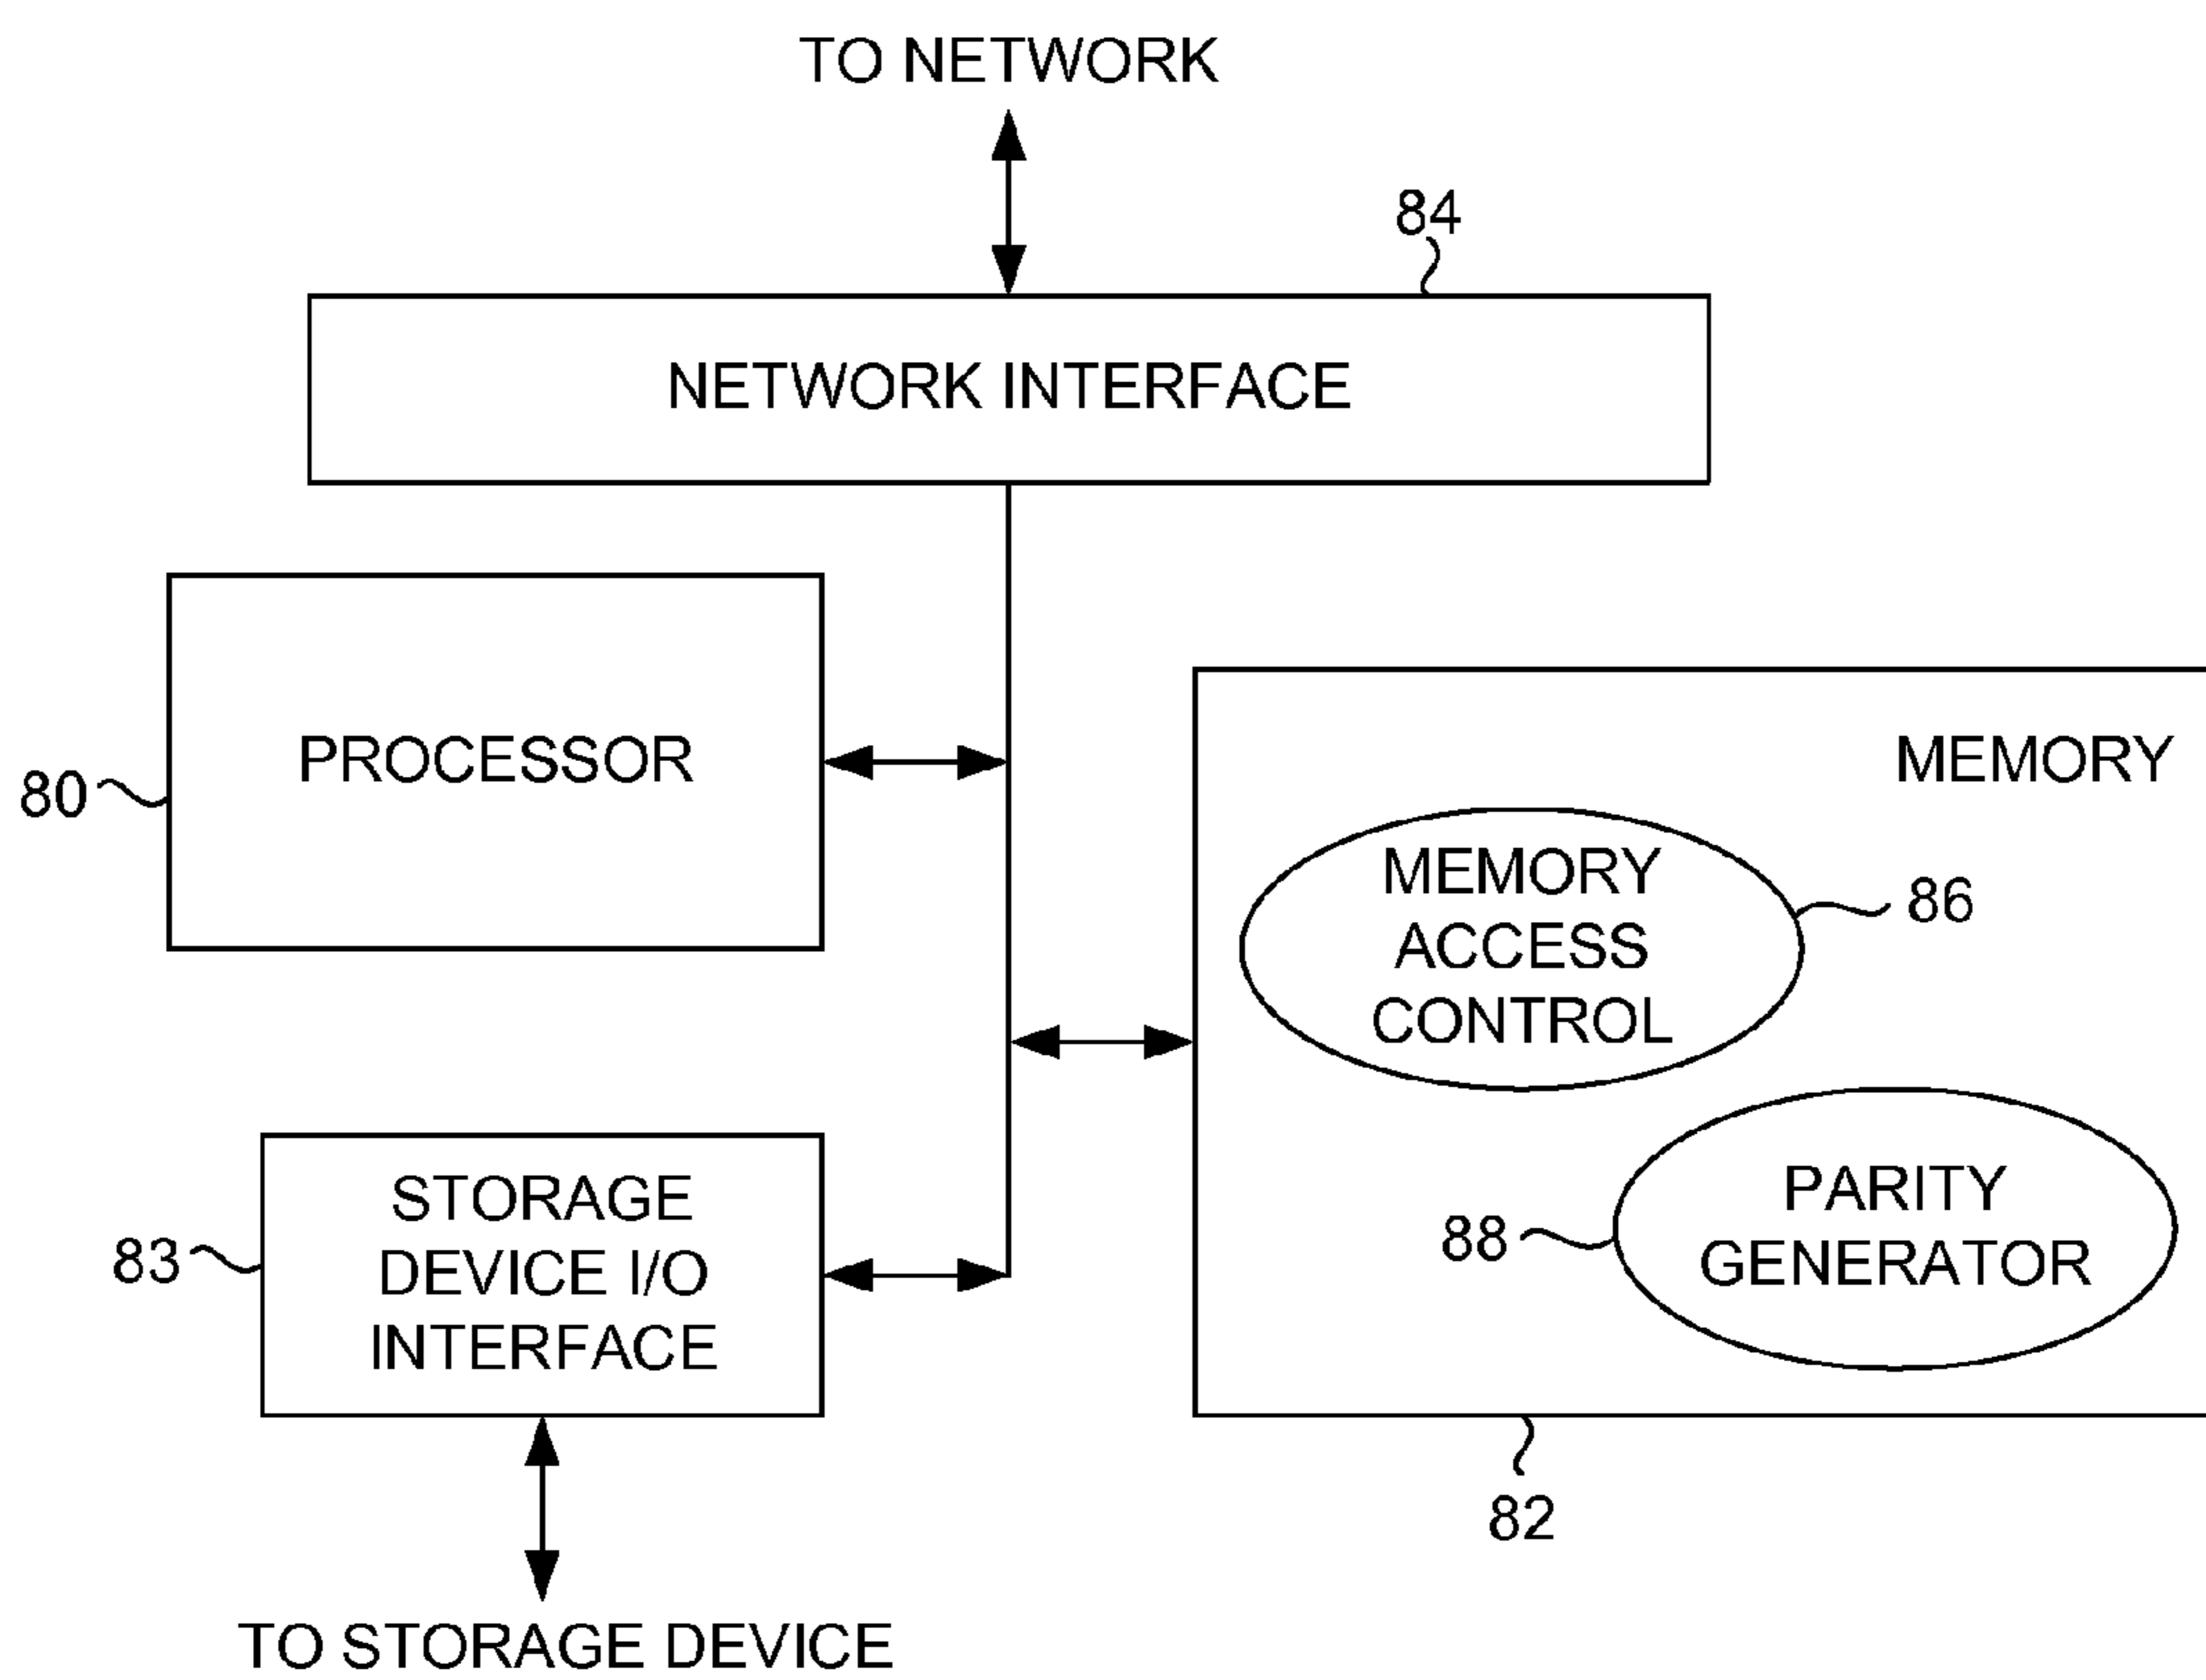 TO NETWORK
84
NETWORK INTERFACE
PROCESSOR
80
MEMORY
MEMORY
ACCESS
CONTROL
86
STORAGE
DEVICE I/O
INTERFACE
83
PARITY
GENERATOR
88
82
TO STORAGE DEVICE